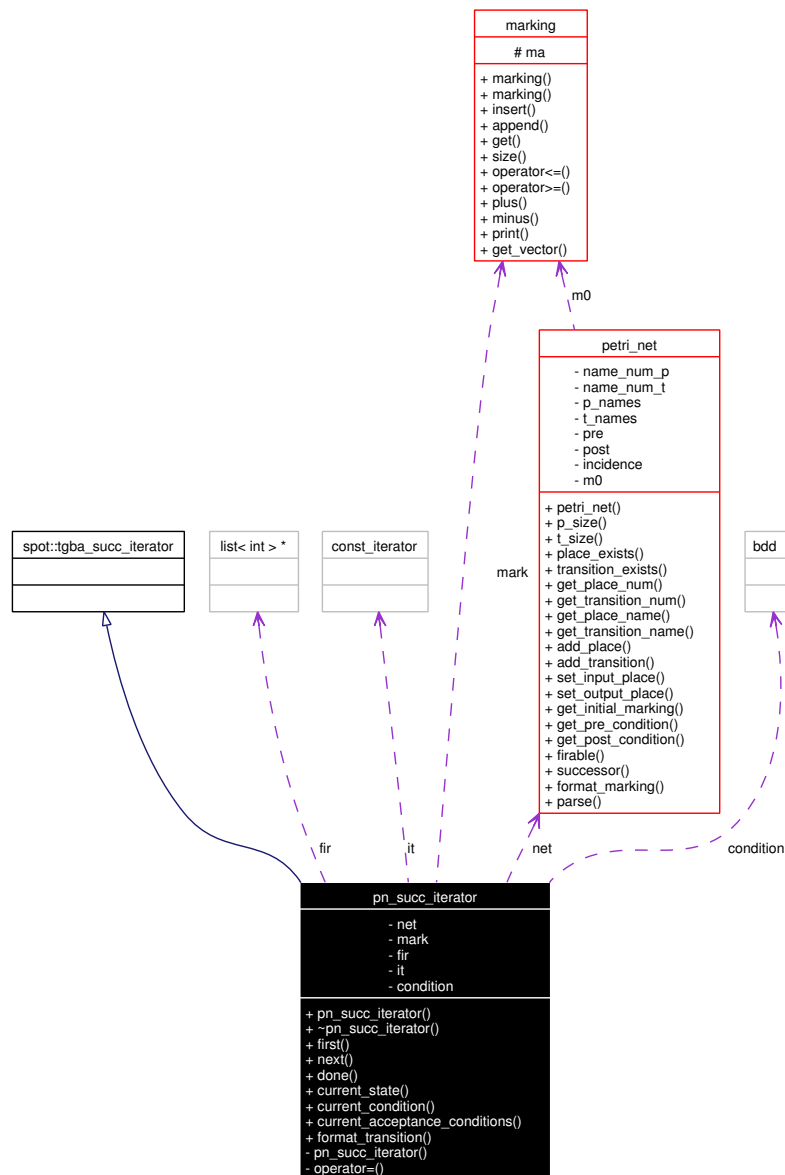 marking
# ma
+ marking()
+ marking()
+ insert()
+ append()
+ get()
+ size()
+ operator<=()
+ operator>=()
+ plus()
+ minus()
+ print()
+ get_vector()
m0
petri_net
- name_num_p
- name_num_t
- p_names
- t_names
- pre
- post
- incidence
- m0
+ petri_net()
+ p_size()
+ t_size()
+ place_exists()
+ transition_exists()
+ get_place_num()
+ get_transition_num()
+ get_place_name()
+ get_transition_name()
+ add_place()
+ add_transition()
+ set_input_place()
+ set_output_place()
+ get_initial_marking()
+ get_pre_condition()
+ get_post_condition()
+ firable()
+ successor()
+ format_marking()
+ parse()
spot::tgba_succ_iterator
list< int > *
const_iterator
bdd
mark
fir
it
net
condition
pn_succ_iterator
- net
- mark
- fir
- it
- condition
+ pn_succ_iterator()
+ ~pn_succ_iterator()
+ first()
+ next()
+ done()
+ current_state()
+ current_condition()
+ current_acceptance_conditions()
+ format_transition()
- pn_succ_iterator()
- operator=()